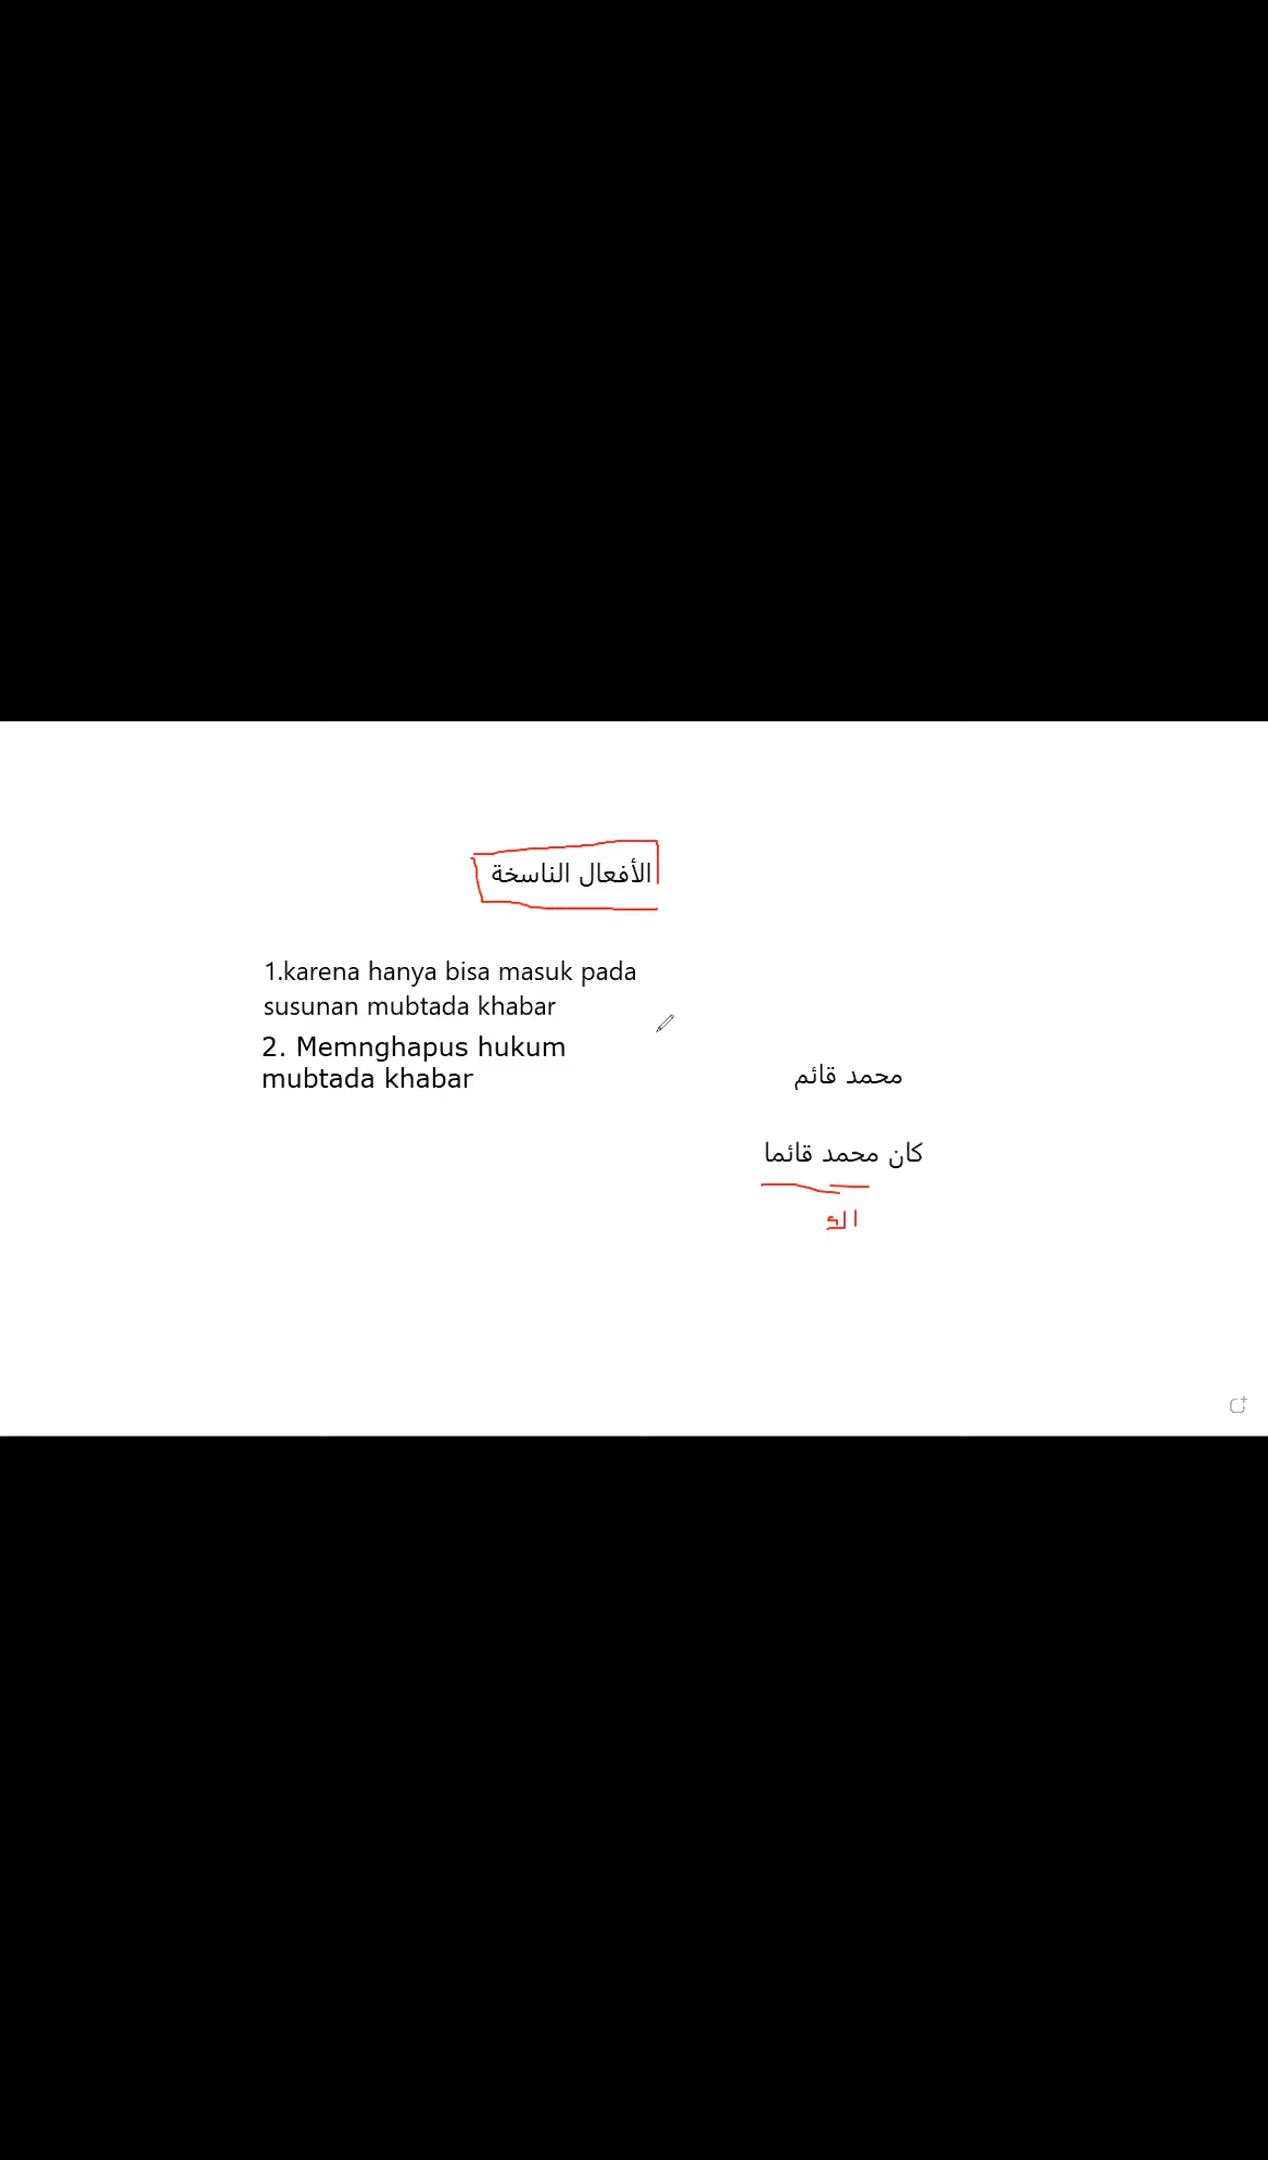 الأفعال الناسخة
1.karena hanya bisa masuk pada
susunan mubtada khabar
2. Memnghapus hukum
mubtada khabar
محمد قائم
كان محمد قائما